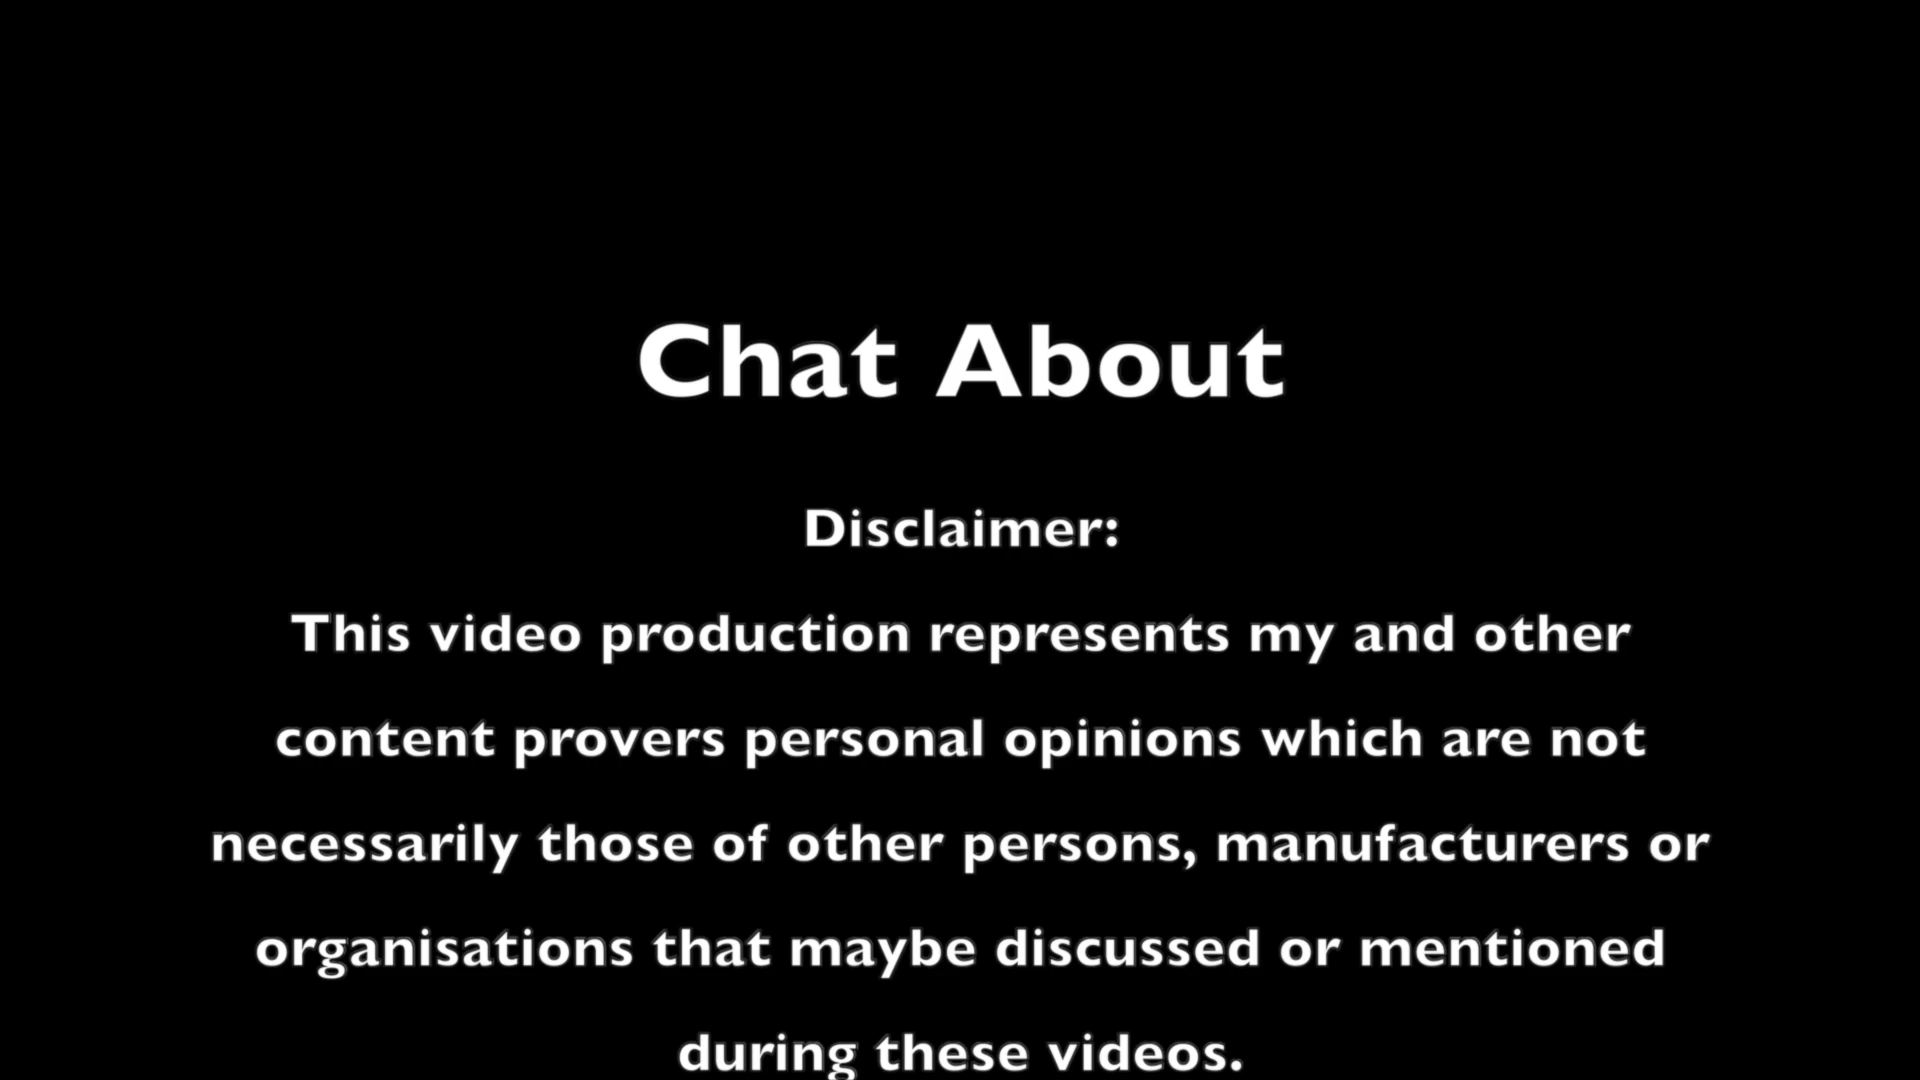 Chat About
Disclaimer:
This video production represents my and other
content provers personal opinions which are not
necessarily those of other persons, manufacturers or
organisations that maybe discussed or mentioned
during these videos.